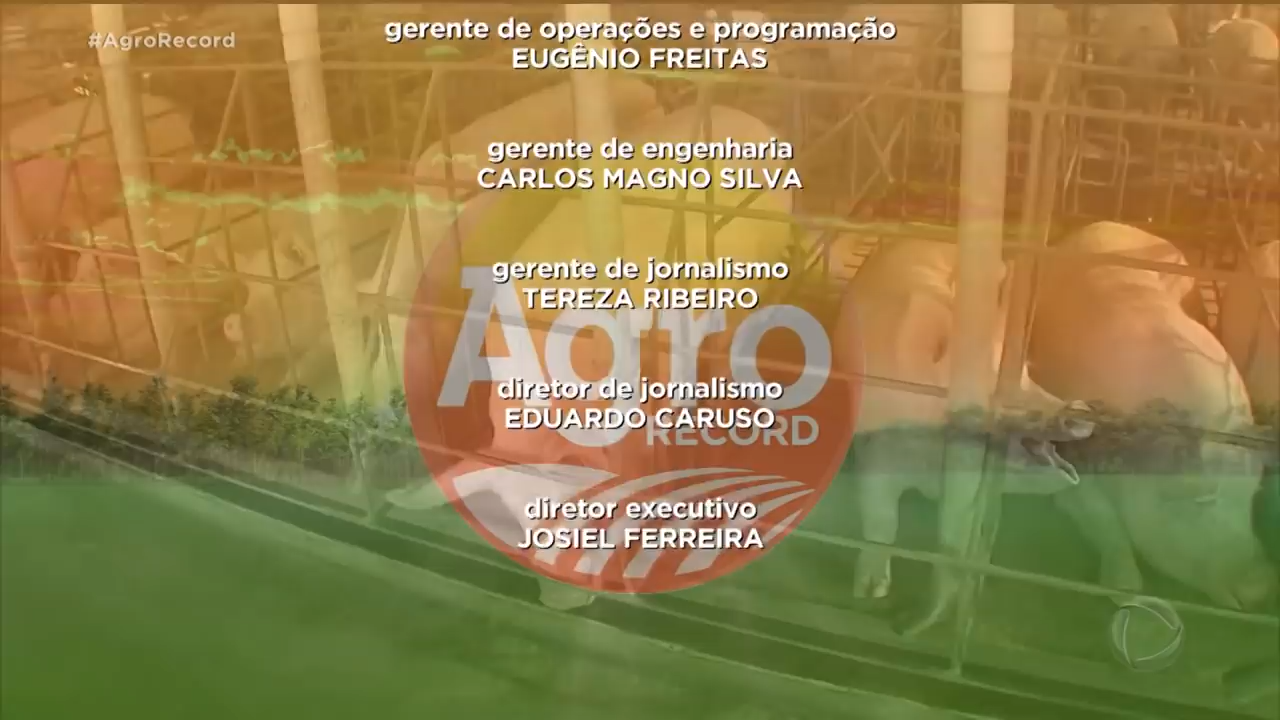 #AgroRecord
gerente de operações e programação
EUGÊNIO FREITAS
gerente de engenharia
CARLOS MAGNO SILVA
gerente de jornalismo
TEREZA RIBEIRO
Agro
diretor de jornalismo
EDUARDO CARUSO
RECORD
diretor executivo
JOSIEL FERREIRA